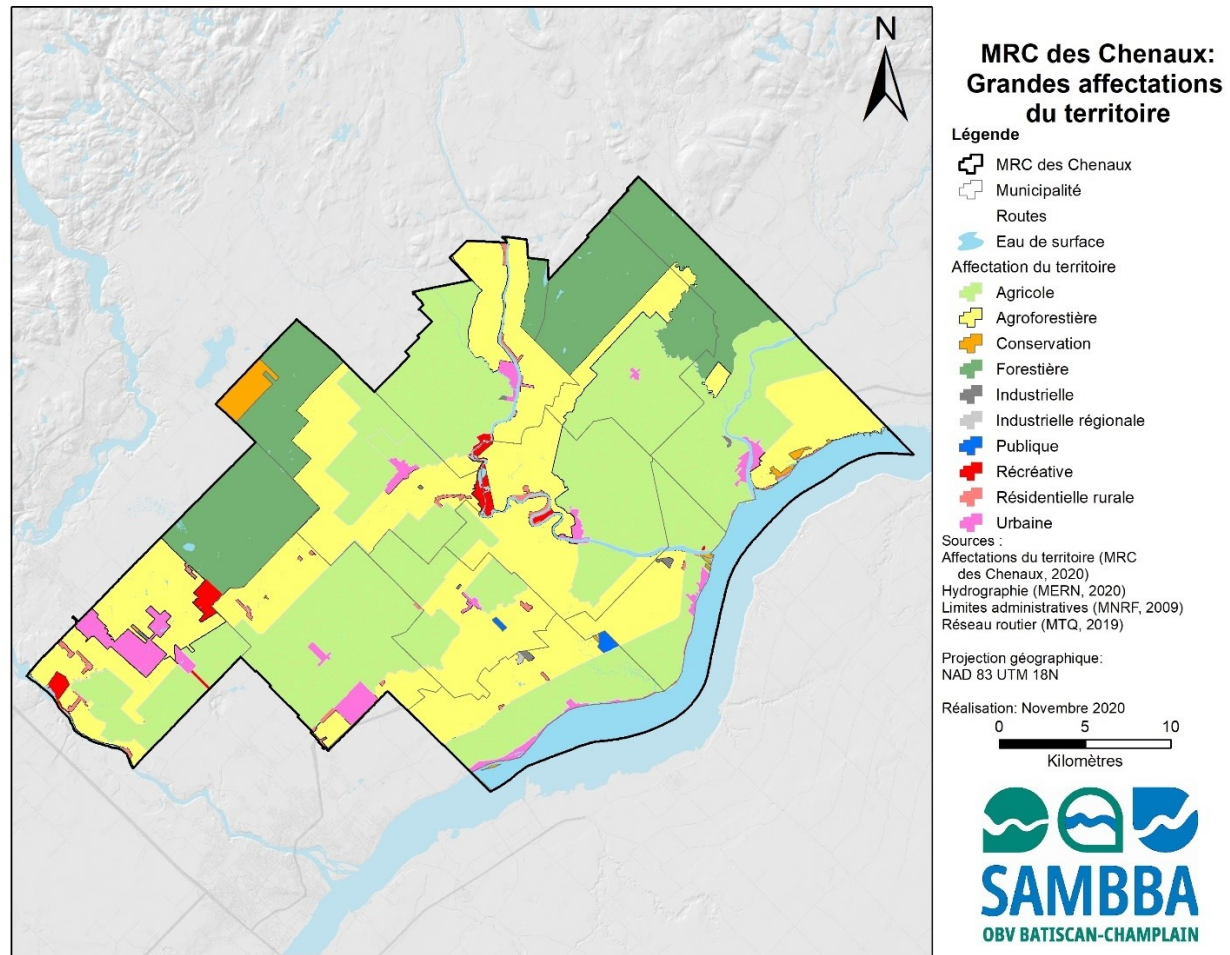 N
MRC des Chenaux:
Grandes affectations
du territoire
Légende
MRC des Chenaux
Municipalité
Routes
Eau de surface
Affectation du territoire
Agricole
Agroforestière
Conservation
Forestière
Industrielle
Industrielle régionale
Publique
Récréative
Résidentielle rurale
Urbaine
Sources :
Affectations du territoire (MRC
des Chenaux, 2020)
Hydrographie (MERN, 2020)
Limites administratives (MNRF, 2009)
Réseau routier (MTQ, 2019)
Projection géographique:
NAD 83 UTM 18N
Réalisation: Novembre 2020
0 5 10
Kilomètres
SAMBBA
OBV BATISCAN-CHAMPLAIN